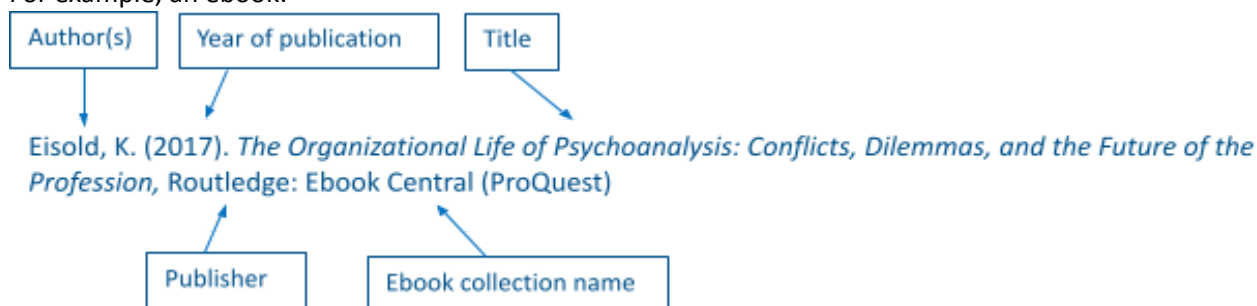 For example, an ebook:
Author(s)
Year of publication
Title
Eisold, K. (2017). The Organizational Life of Psychoanalysis: Conflicts, Dilemmas, and the Future of the
Profession, Routledge: Ebook Central (ProQuest)
Publisher
Ebook collection name